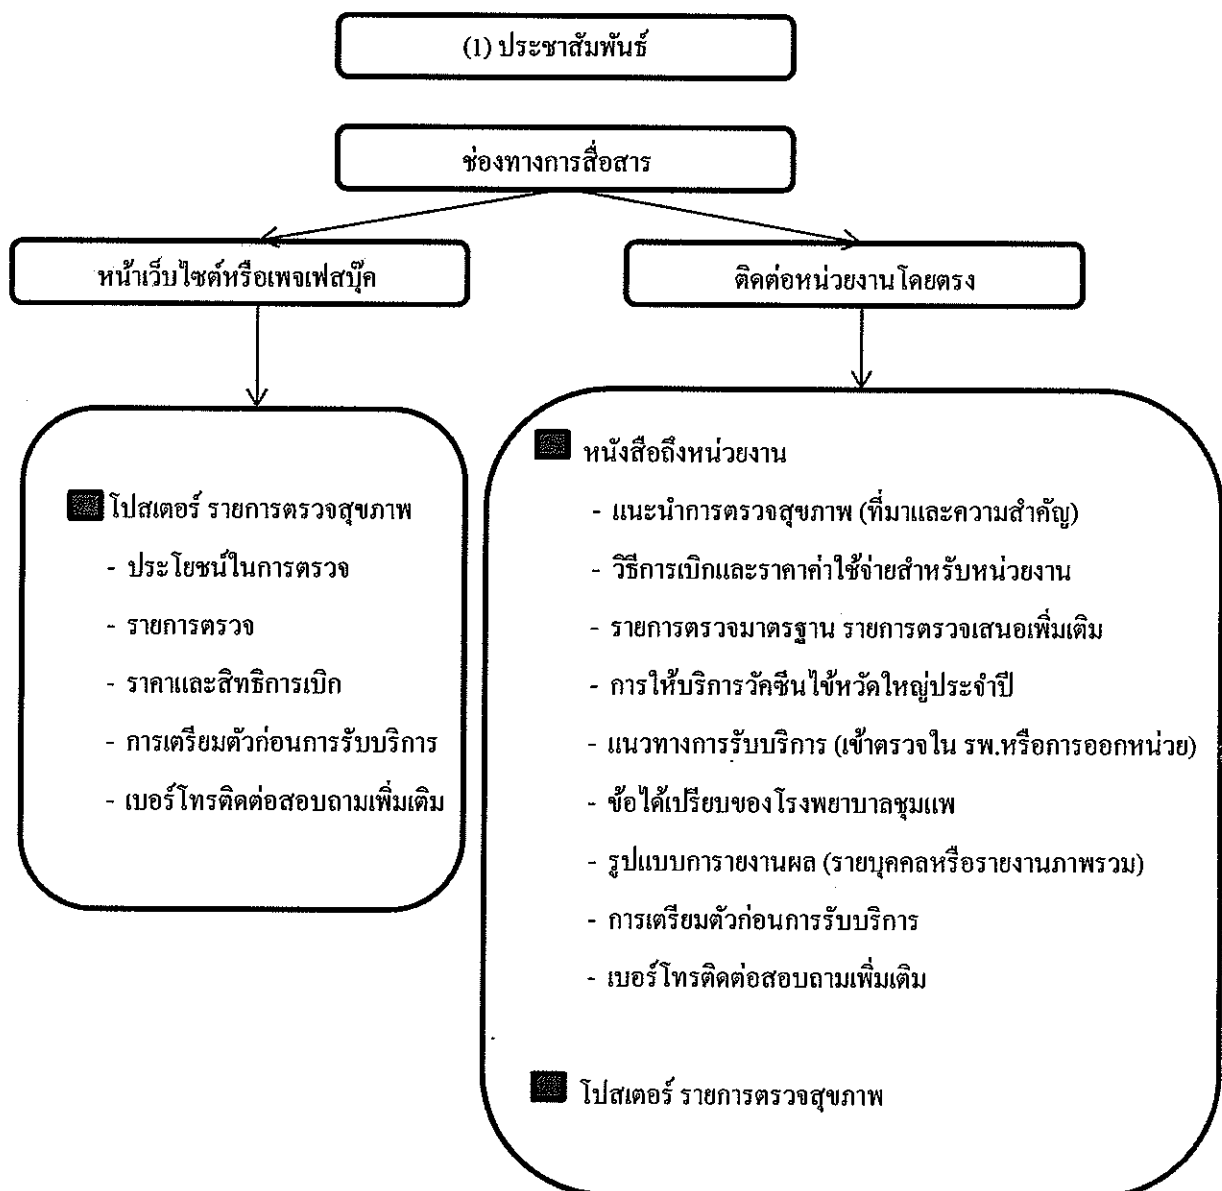 (1) ประชาสัมพันธ์
ช่องทางการสื่อสาร
หน้าเว็บไซต์หรือเพจเฟสบุ๊ค
ติดต่อหน่วยงานโดยตรง
โปสเตอร์ รายการตรวจสุขภาพ
- ประโยชน์ในการตรวจ
- รายการตรวจ
- ราคาและสิทธิการเบิก
- การเตรียมตัวก่อนการรับบริการ
- เบอร์โทรติดต่อสอบถามเพิ่มเติม
หนังสือถึงหน่วยงาน
- แนะนำการตรวจสุขภาพ (ที่มาและความสำคัญ)
- วิธีการเบิกและราคาค่าใช้จ่ายสำหรับหน่วยงาน
- รายการตรวจมาตรฐาน รายการตรวจเสนอเพิ่มเติม
- การให้บริการวัคซีนไข้หวัดใหญ่ประจำปี
- แนวทางการรับบริการ (เข้าตรวจใน รพ.หรือการออกหน่วย)
- ข้อได้เปรียบของโรงพยาบาลชุมแพ
- รูปแบบการายงานผล (รายบุคคลหรือรายงานภาพรวม)
- การเตรียมตัวก่อนการรับบริการ
- เบอร์โทรติดต่อสอบถามเพิ่มเติม
โปสเตอร์ รายการตรวจสุขภาพ